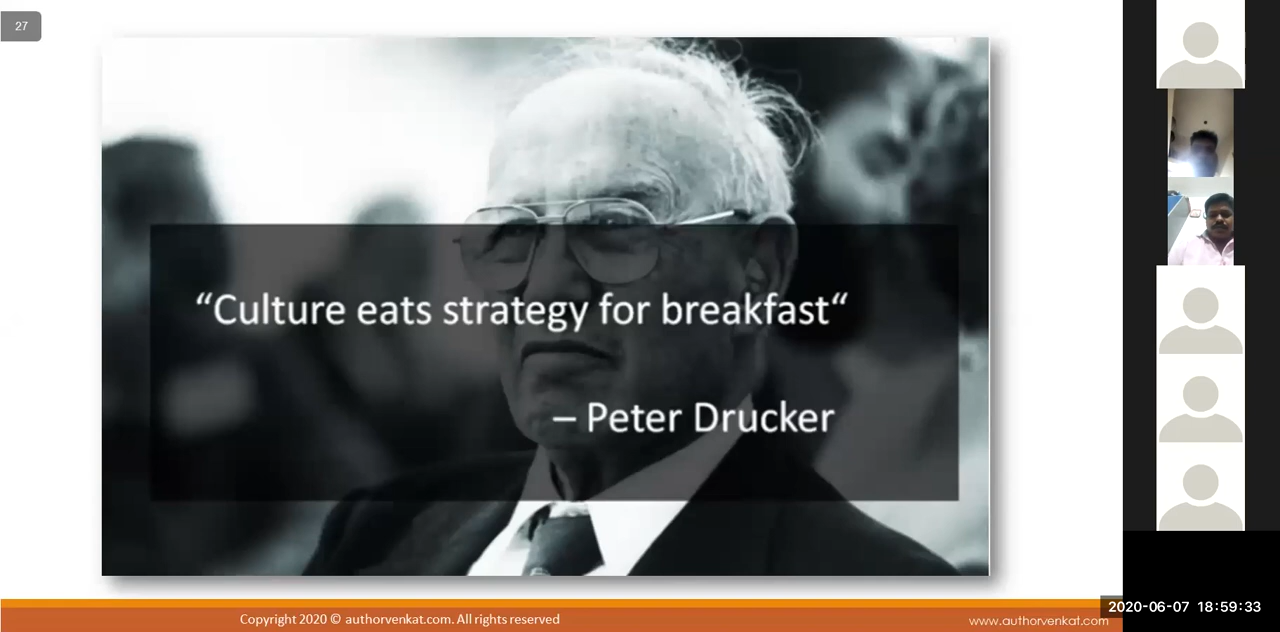 27
“Culture eats strategy for breakfast“
– Peter Drucker
Copyright 2020 © authorvenkat.com. All rights reserved
www.authorvenkat.com
2020-06-07 18:59:33